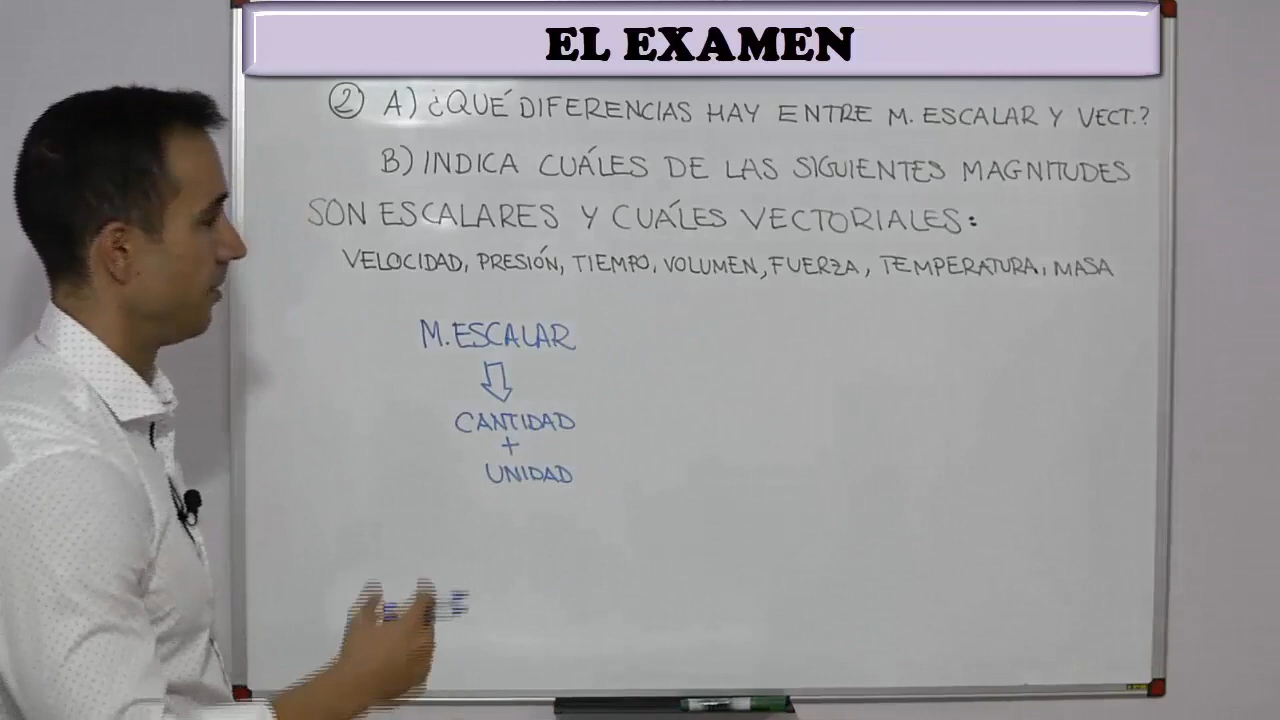 EL EXAMEN
② A) ¿QUÉ DIFERENCIAS HAY ENTRE M. ESCALAR Y VECT.?
B) INDICA CUÁLES DE LAS SIGUIENTES MAGNITUDES
SON ESCALARES Y CUÁLES VECTORIALES:
VELOCIDAD, PRESIÓN, TIEMPO, VOLUMEN, FUERZA, TEMPERATURA, MASA
M. ESCALAR
CANTIDAD
+
UNIDAD